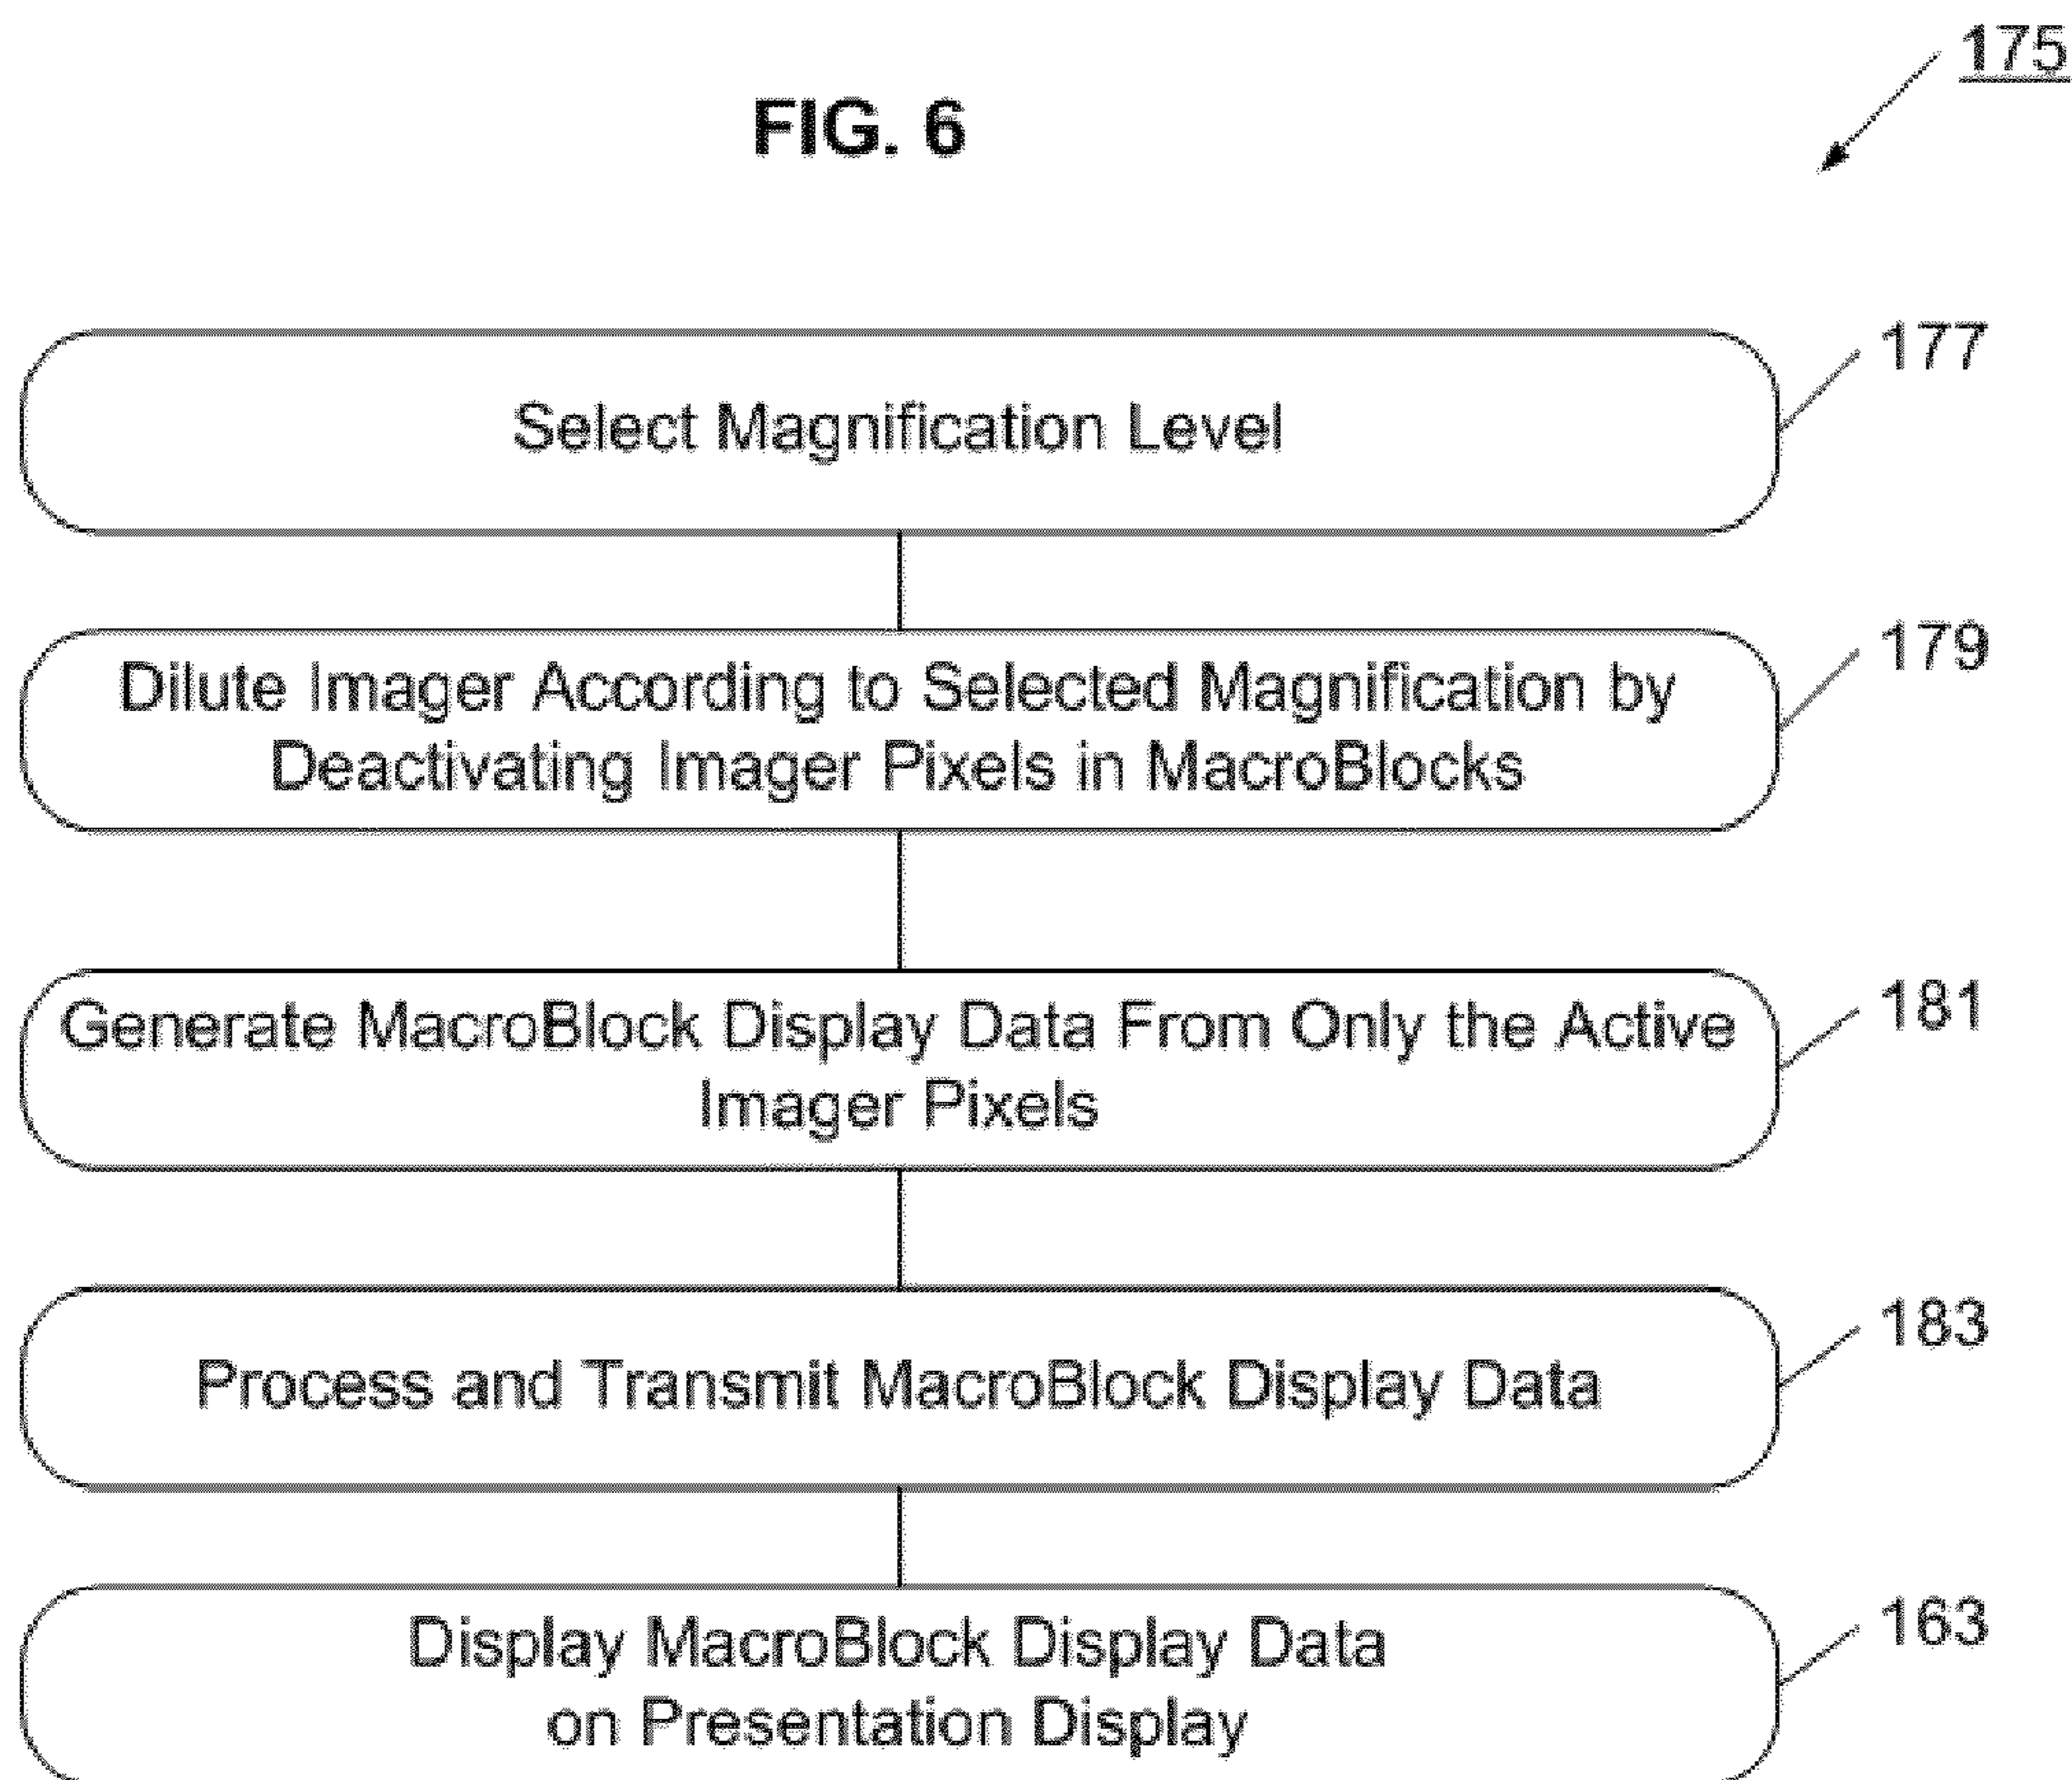 175
FIG. 6
177
Select Magnification Level
179
Dilute Imager According to Selected Magnification by
Deactivating Imager Pixels in MacroBlocks
181
Generate MacroBlock Display Data From Only the Active
Imager Pixels
183
Process and Transmit MacroBlock Display Data
163
Display MacroBlock Display Data
on Presentation Display